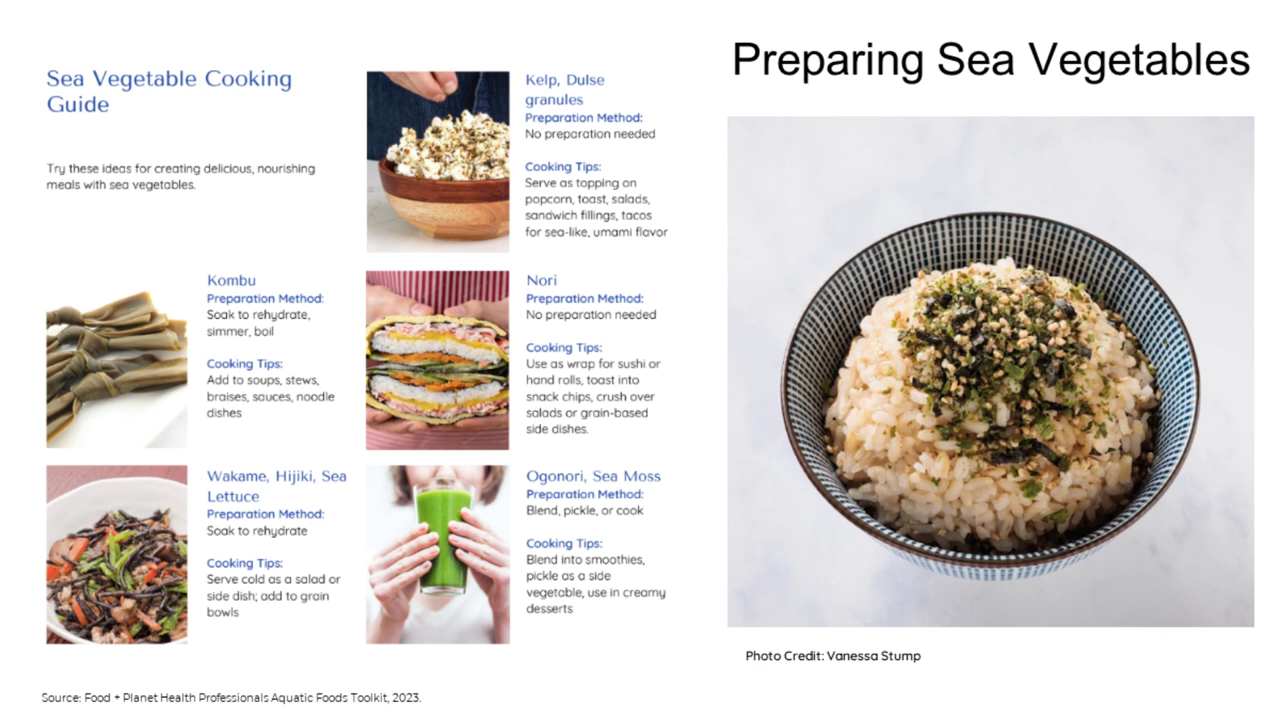 Preparing Sea Vegetables
Sea Vegetable Cooking
Guide
Try these ideas for creating delicious, nourishing
meals with sea vegetables.
Kelp, Dulse
granules
Preparation Method:
No preparation needed
Cooking Tips:
Serve as topping on
popcorn, toast, salads,
sandwich fillings, tacos
for sea-like, umami flavor
Kombu
Preparation Method:
Soak to rehydrate,
simmer, boil
Cooking Tips:
Add to soups, stews,
braises, sauces, noodle
dishes
Nori
Preparation Method:
No preparation needed
Cooking Tips:
Use as wrap for sushi or
hand rolls, toast into
snack chips, crush over
salads or grain-based
side dishes.
Wakame, Hijiki, Sea
Lettuce
Preparation Method:
Soak to rehydrate
Cooking Tips:
Serve cold as a salad or
side dish; add to grain
bowls
Ogonori, Sea Moss
Preparation Method:
Blend, pickle, or cook
Cooking Tips:
Blend into smoothies,
pickle as a side
vegetable, use in creamy
desserts
Photo Credit: Vanessa Stump
Source: Food + Planet Health Professionals Aquatic Foods Toolkit, 2023.